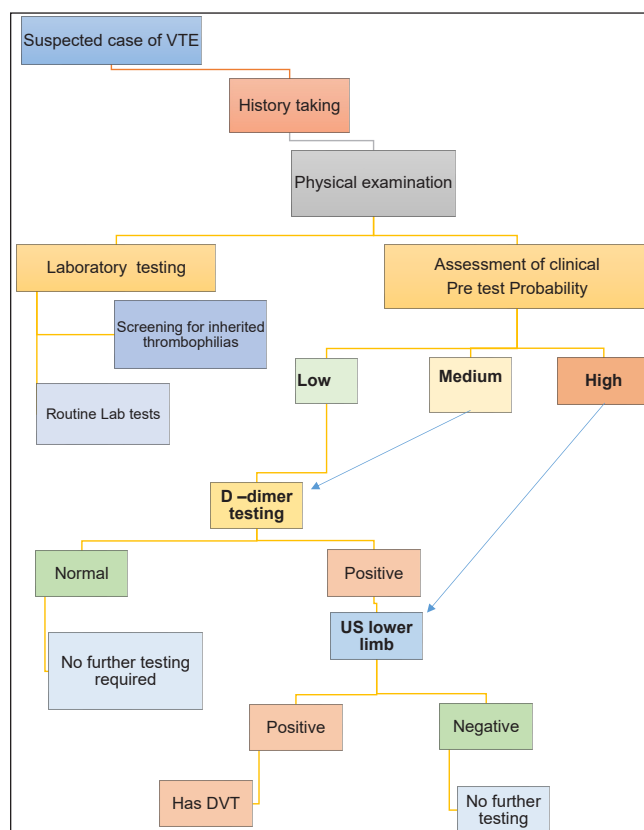 Suspected case of VTE
History taking
Physical examination
Laboratory testing
Assessment of clinical
Pre test Probability
Screening for inherited
thrombophilias
Routine Lab tests
Low
Medium
High
D –dimer
testing
Normal
Positive
No further testing
required
US lower
limb
Positive
Negative
Has DVT
No further
testing